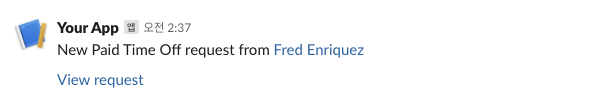 Your App 앱 오전 2:37
New Paid Time Off request from Fred Enriquez
View request